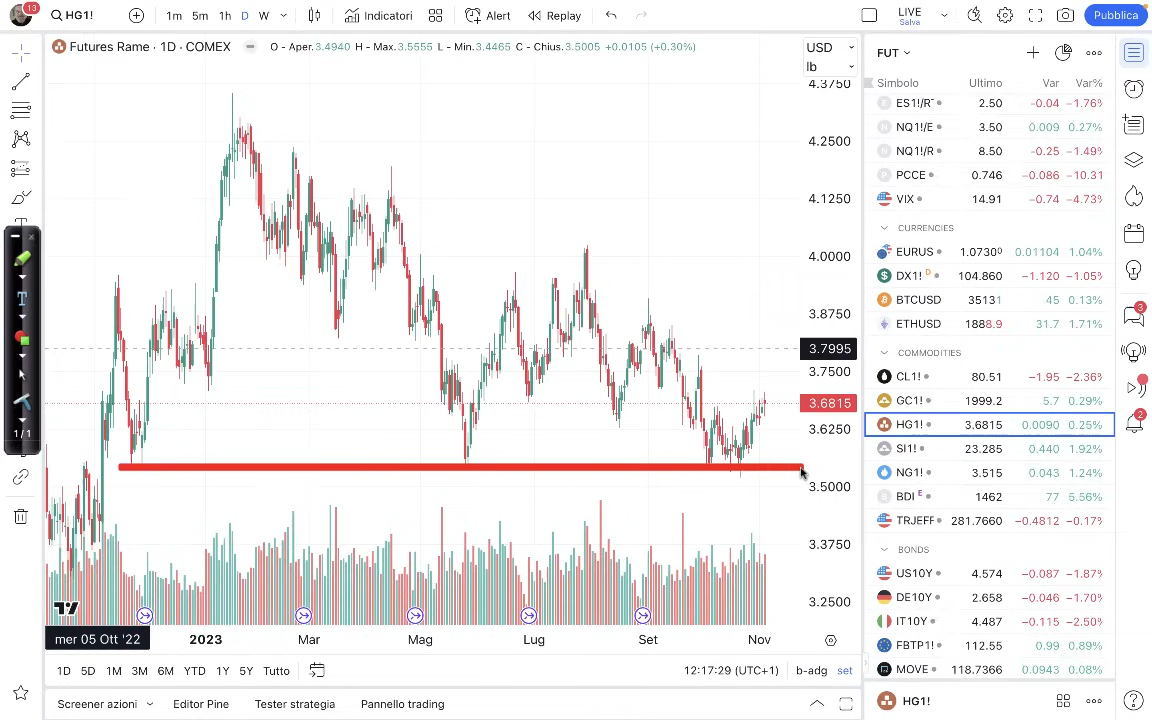 13
HG1!
1m 5m 1h D W
Indicatori
Alert
Replay
LIVE
Salva
Pubblica
Futures Rame · 1D · COMEX
O - Aper.3.4940 H - Max.3.5555 L - Min.3.4465 C - Chius.3.5005 +0.0105 (+0.30%)
USD
lb
4.3750
4.2500
4.1250
4.0000
3.8750
3.7995
3.7500
3.6815
3.6250
3.5000
3.3750
3.2500
T
1/1
mer 05 Ott '22
2023
Mar
Mag
Lug
Set
Nov
1D 5D 1M 3M 6M YTD 1Y 5Y Tutto
12:17:29 (UTC+1)
b-adg
set
Screener azioni
Editor Pine
Tester strategia
Pannello trading
FUT
Simbolo Ultimo Var Var%
ES1!/R 2.50 −0.04 −1.76%
NQ1!/E 3.50 0.009 0.27%
NQ1!/R 8.50 −0.25 −1.49%
PCCE 0.746 −0.086 −10.31
VIX 14.91 −0.74 −4.73%
CURRENCIES
EURUS 1.07300 0.01104 1.04%
DX1! D 104.860 −1.120 −1.05%
BTCUSD 35131 45 0.13%
ETHUSD 1888.9 31.7 1.71%
COMMODITIES
CL1! 80.51 −1.95 −2.36%
GC1! 1999.2 5.7 0.29%
HG1! 3.6815 0.0090 0.25%
SI1! 23.285 0.440 1.92%
NG1! 3.515 0.043 1.24%
BDI E 1462 77 5.56%
TRJEFF 281.7660 −0.4812 −0.17%
BONDS
US10Y 4.574 −0.087 −1.87%
DE10Y 2.658 −0.046 −1.70%
IT10Y 4.487 −0.115 −2.50%
FBTP1! 112.55 0.99 0.89%
MOVE 118.7366 0.0943 0.08%
HG1!
3
2